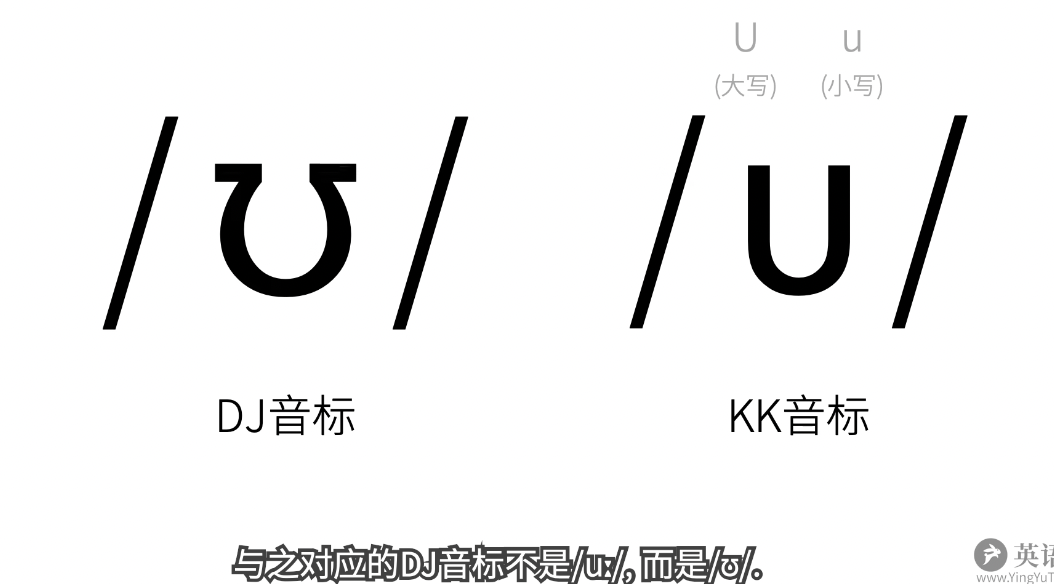 U u
(大写) (小写)
/ʊ/ /ᴜ/
DJ音标 KK音标
与之对应的DJ音标不是/uː/, 而是/ʊ/.
英语
www.YingYuT